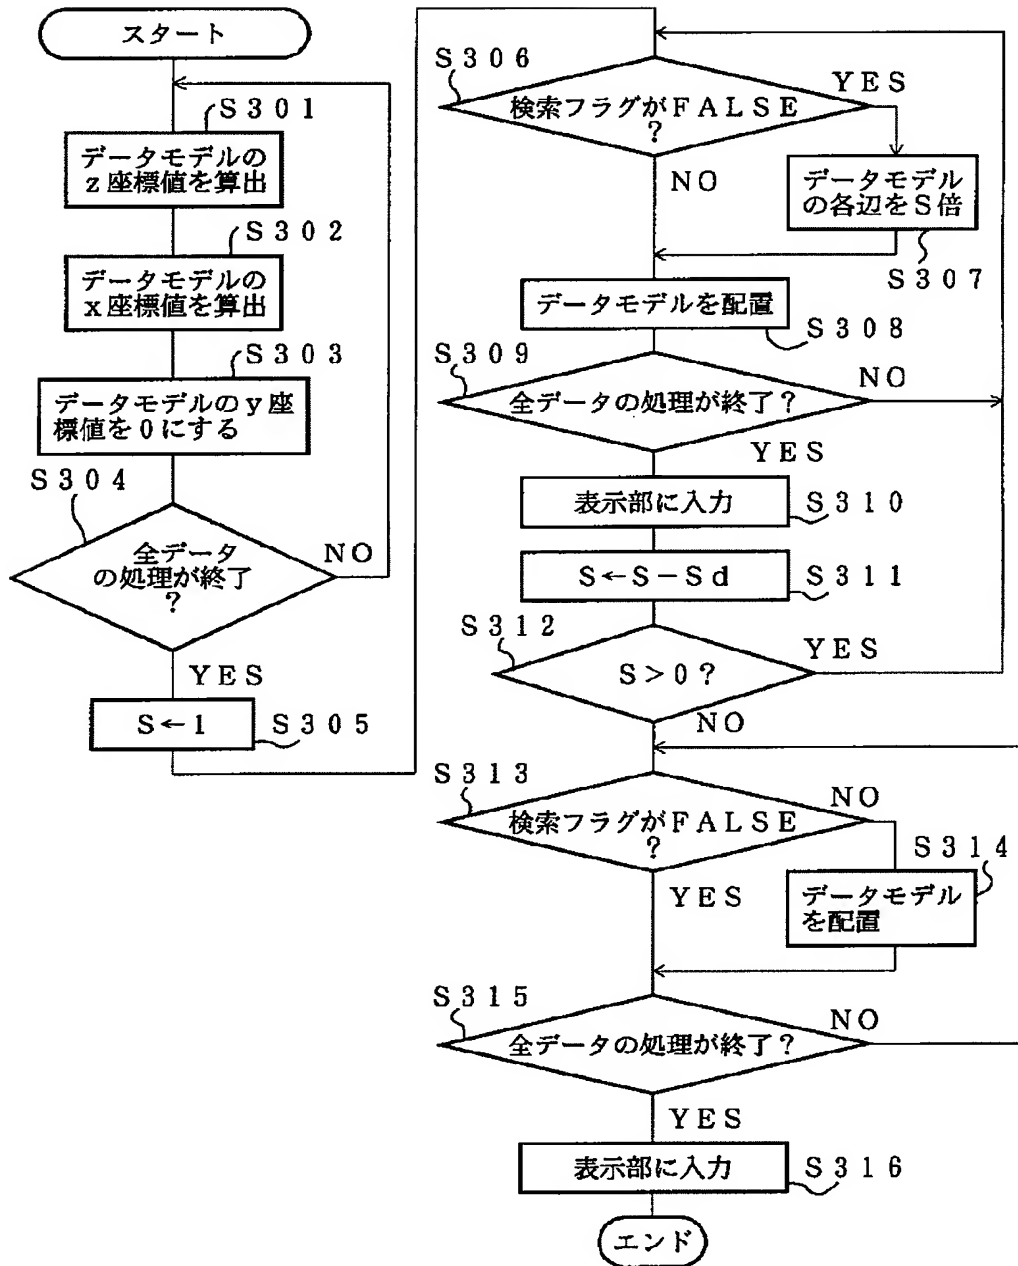 スタート
S301
データモデルの
z座標値を算出
S302
データモデルの
x座標値を算出
S303
データモデルのy座
標値を0にする
S304
全データ
の処理が終了
?
NO
YES
S←1
S305
S306
検索フラグがFALSE
?
YES
NO
データモデル
の各辺をS倍
S307
データモデルを配置
S308
S309
全データの処理が終了?
NO
YES
表示部に入力
S310
S←S−Sd
S311
S312
S>0?
YES
NO
S313
検索フラグがFALSE
?
NO
YES
S314
データモデル
を配置
S315
全データの処理が終了?
NO
YES
表示部に入力
S316
エンド